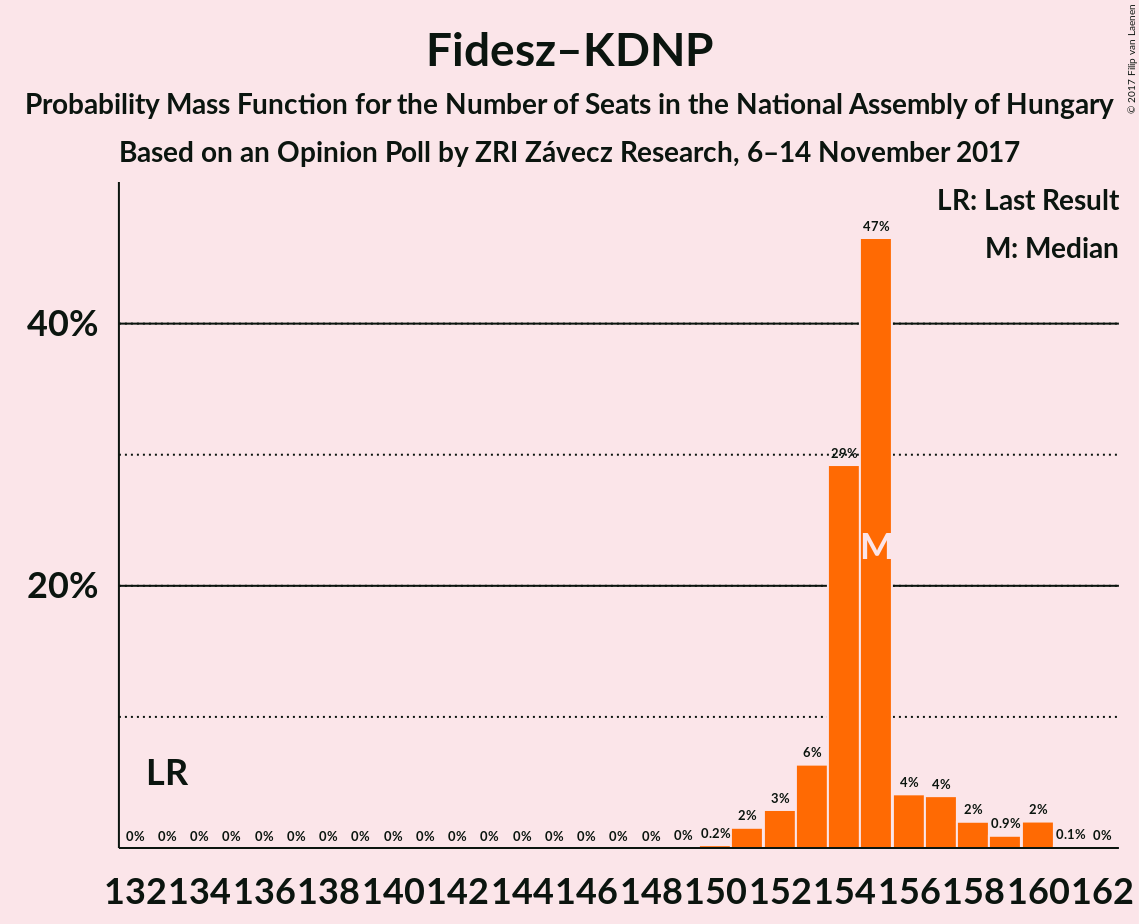 Fidesz–KDNP
Probability Mass Function for the Number of Seats in the National Assembly of Hungary
Based on an Opinion Poll by ZRI Závecz Research, 6–14 November 2017
© 2017 Filip van Laenen
LR: Last Result
M: Median
47%
40%
29%
M
20%
LR
0% 0% 0% 0% 0% 0% 0% 0% 0% 0% 0% 0% 0% 0% 0% 0% 0% 0% 0.2% 2% 3% 6% 4% 4% 2% 0.9% 2% 0.1% 0%
132 134 136 138 140 142 144 146 148 150 152 154 156 158 160 162